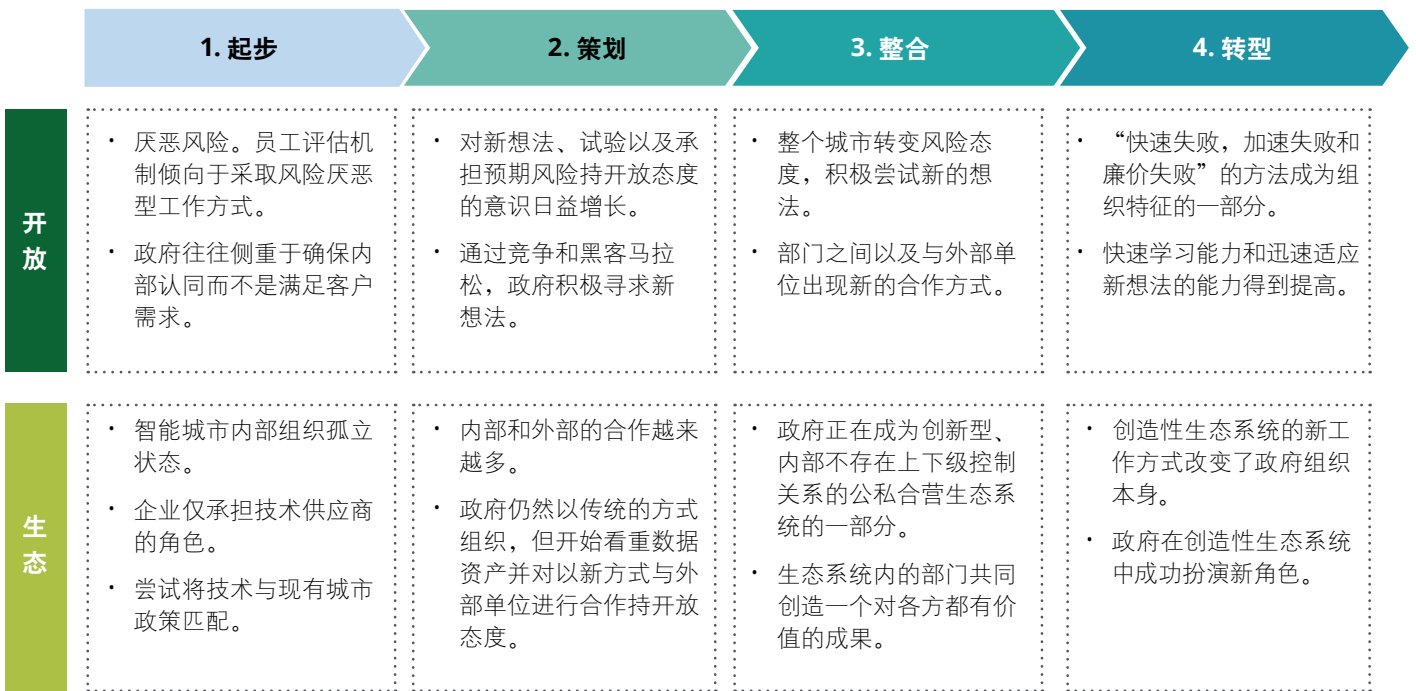 1. 起步
2. 策划
3. 整合
4. 转型
开
放
· 厌恶风险。员工评估机
制倾向于采取风险厌恶
型工作方式。
· 政府往往侧重于确保内
部认同而不是满足客户
需求。
· 对新想法、试验以及承
担预期风险持开放态度
的意识日益增长。
· 通过竞争和黑客马拉
松，政府积极寻求新
想法。
· 整个城市转变风险态
度，积极尝试新的想
法。
· 部门之间以及与外部单
位出现新的合作方式。
· “快速失败，加速失败和
廉价失败”的方法成为组
织特征的一部分。
· 快速学习能力和迅速适应
新想法的能力得到提高。
生
态
· 智能城市内部组织孤立
状态。
· 企业仅承担技术供应商
的角色。
· 尝试将技术与现有城市
政策匹配。
· 内部和外部的合作越来
越多。
· 政府仍然以传统的方式
组织，但开始看重数据
资产并对以新方式与外
部单位进行合作持开放
态度。
· 政府正在成为创新型、
内部不存在上下级控制
关系的公私合营生态系
统的一部分。
· 生态系统内的部门共同
创造一个对各方都有价
值的成果。
· 创造性生态系统的新工
作方式改变了政府组织
本身。
· 政府在创造性生态系统
中成功扮演新角色。